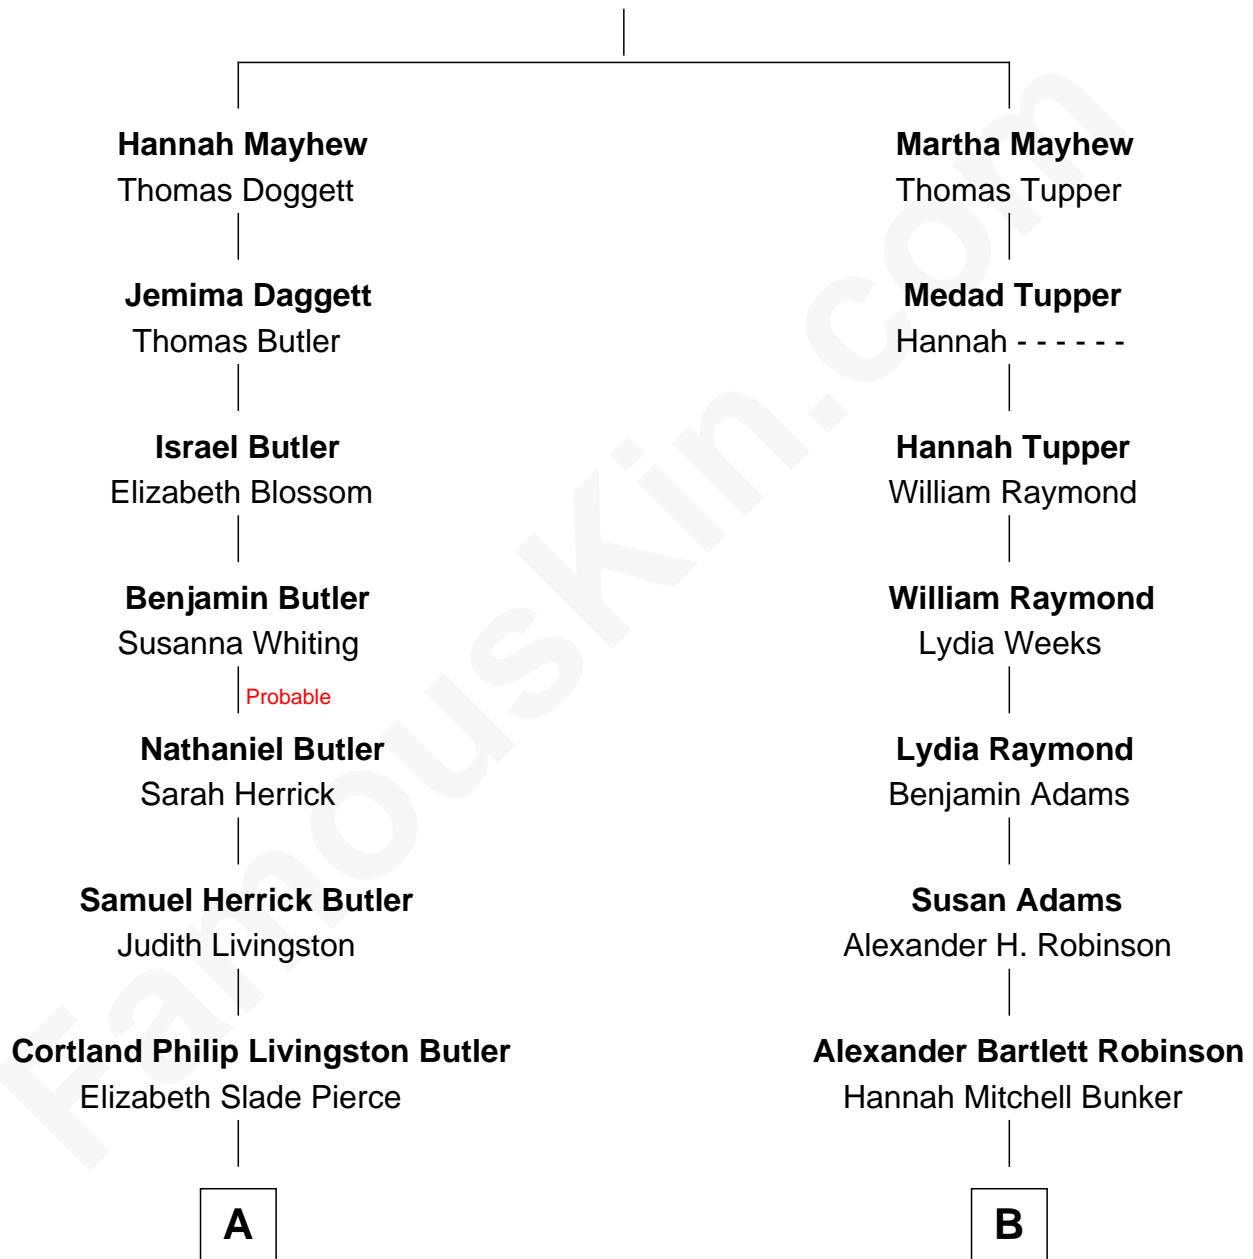 Hannah Mayhew
Thomas Doggett
Jemima Daggett
Thomas Butler
Israel Butler
Elizabeth Blossom
Benjamin Butler
Susanna Whiting
Probable
Nathaniel Butler
Sarah Herrick
Samuel Herrick Butler
Judith Livingston
Cortland Philip Livingston Butler
Elizabeth Slade Pierce
A
Martha Mayhew
Thomas Tupper
Medad Tupper
Hannah - - - - - -
Hannah Tupper
William Raymond
William Raymond
Lydia Weeks
Lydia Raymond
Benjamin Adams
Susan Adams
Alexander H. Robinson
Alexander Bartlett Robinson
Hannah Mitchell Bunker
B
FamousKin.com